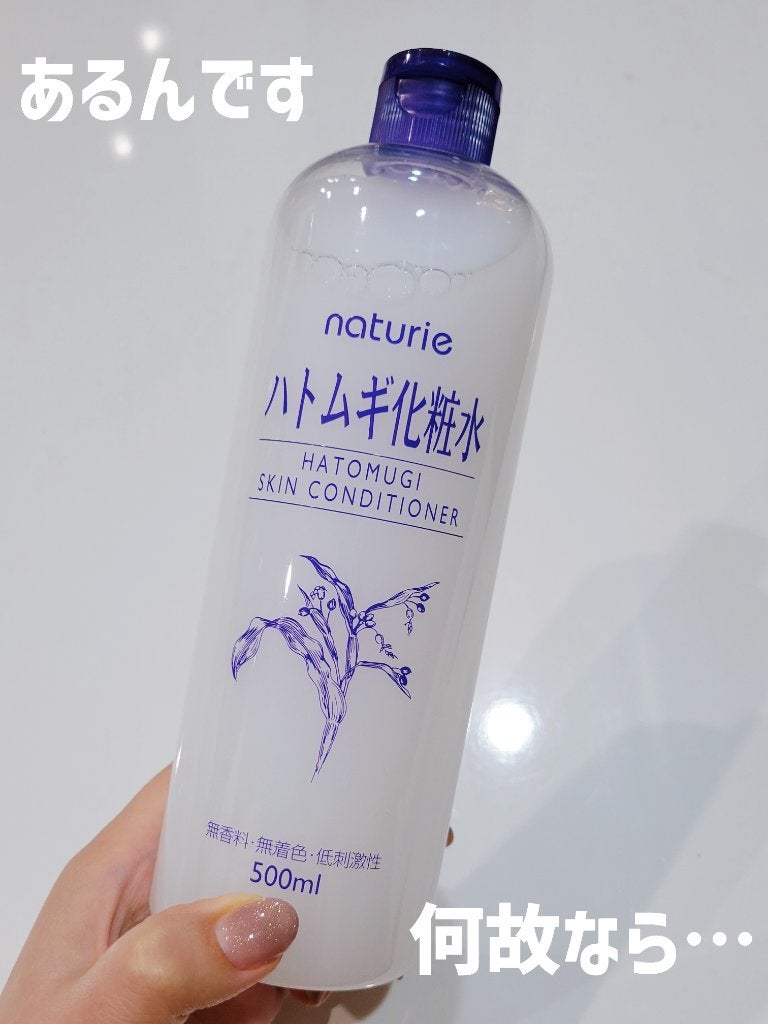 あるんです
naturie
ハトムギ化粧水
HATOMUGI
SKIN CONDITIONER
無香料・無着色・低刺激性
500ml
何故なら…